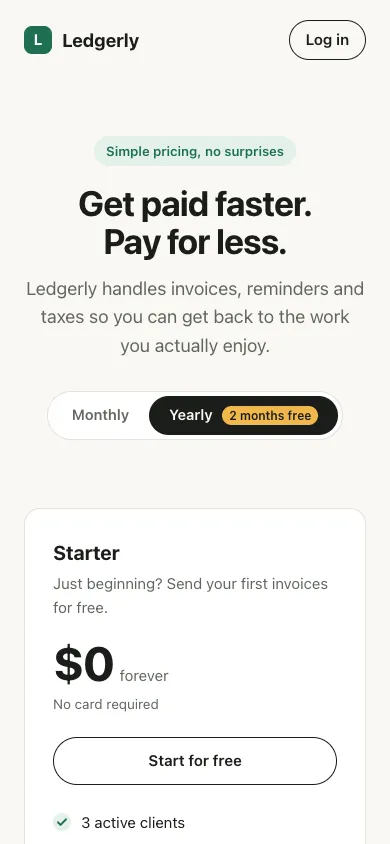 L Ledgerly Log in
Simple pricing, no surprises
Get paid faster.
Pay for less.
Ledgerly handles invoices, reminders and
taxes so you can get back to the work
you actually enjoy.
Monthly Yearly 2 months free
Starter
Just beginning? Send your first invoices
for free.
$0 forever
No card required
Start for free
3 active clients